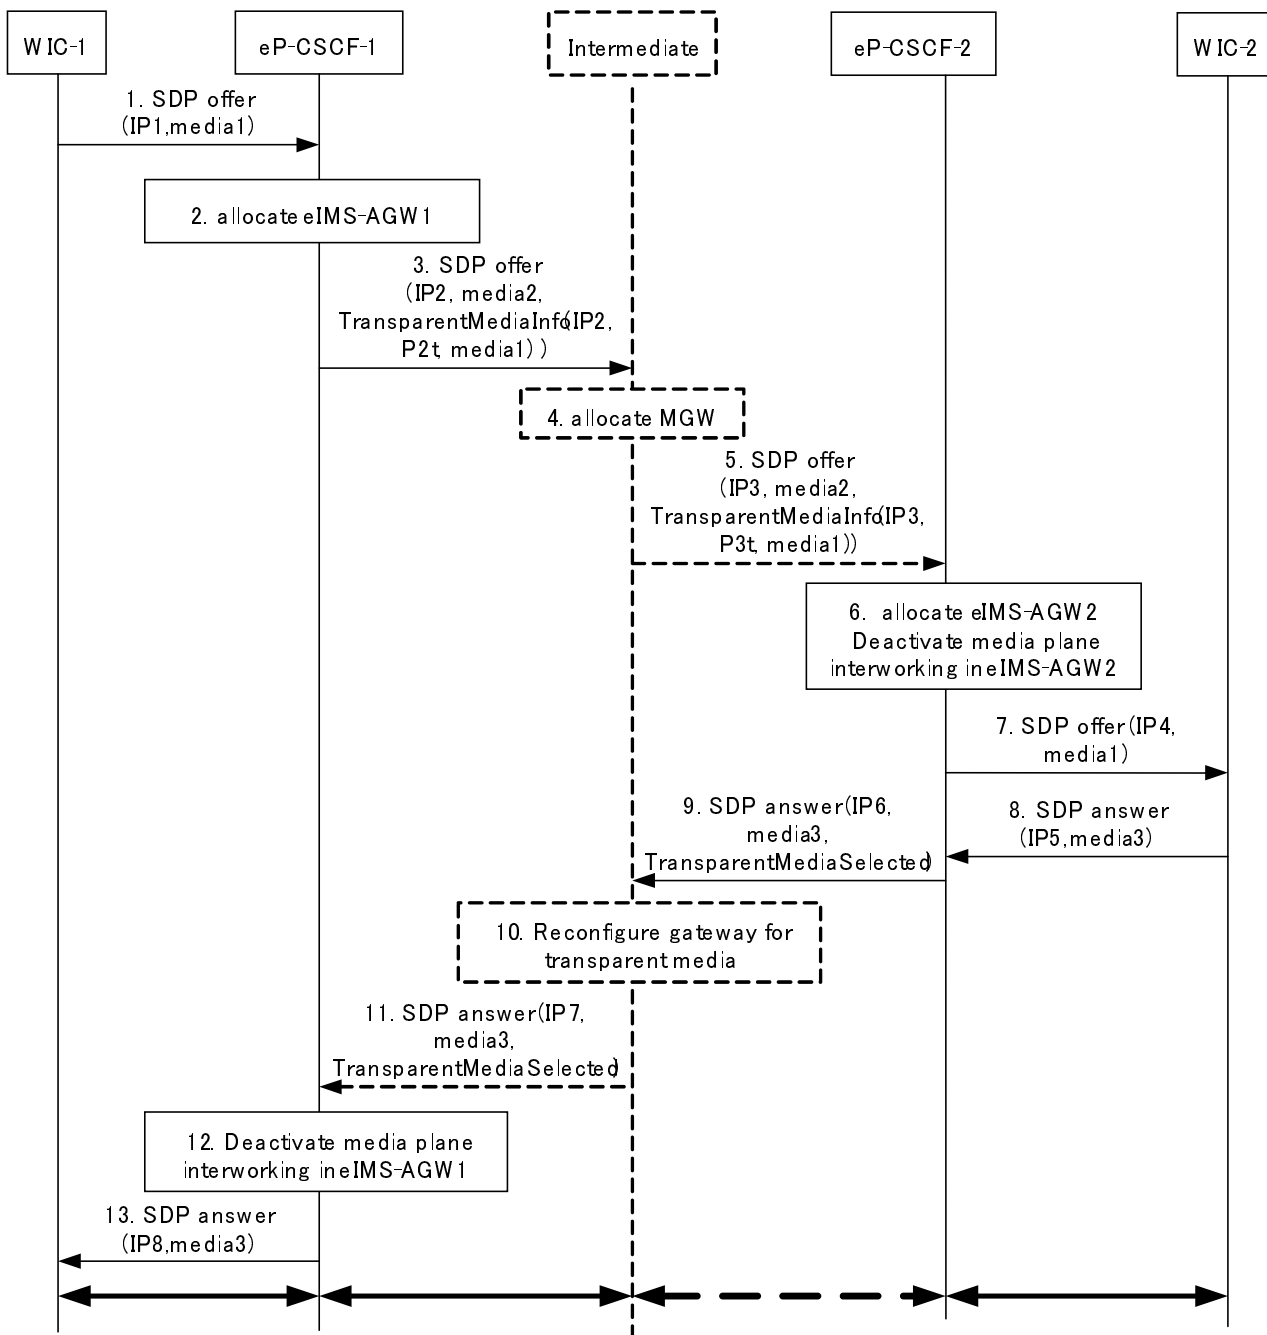 WIC-1
eP-CSCF-1
Intermediate
eP-CSCF-2
WIC-2
1. SDP offer
(IP1,media1)
2. allocate eIMS-AGW1
3. SDP offer
(IP2, media2,
TransparentMediaInfo(IP2,
P2t, media1))
4. allocate MGW
5. SDP offer
(IP3, media2,
TransparentMediaInfo(IP3,
P3t, media1))
6. allocate eIMS-AGW2
Deactivate media plane
interworking in eIMS-AGW2
7. SDP offer(IP4,
media1)
8. SDP answer
(IP5,media3)
9. SDP answer(IP6,
media3,
TransparentMediaSelected)
10. Reconfigure gateway for
transparent media
11. SDP answer(IP7,
media3,
TransparentMediaSelected)
12. Deactivate media plane
interworking in eIMS-AGW1
13. SDP answer
(IP8,media3)